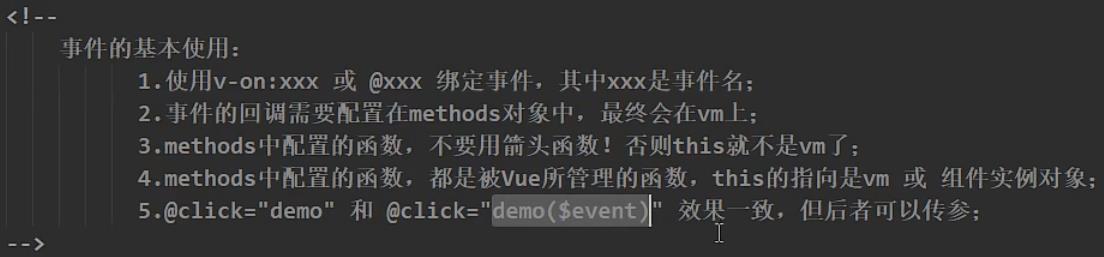 <!--
事件的基本使用：
1.使用v-on:xxx 或 @xxx 绑定事件，其中xxx是事件名；
2.事件的回调需要配置在methods对象中，最终会在vm上；
3.methods中配置的函数，不要用箭头函数！否则this就不是vm了；
4.methods中配置的函数，都是被Vue所管理的函数，this的指向是vm 或 组件实例对象；
5.@click="demo" 和 @click="demo($event)" 效果一致，但后者可以传参；
-->